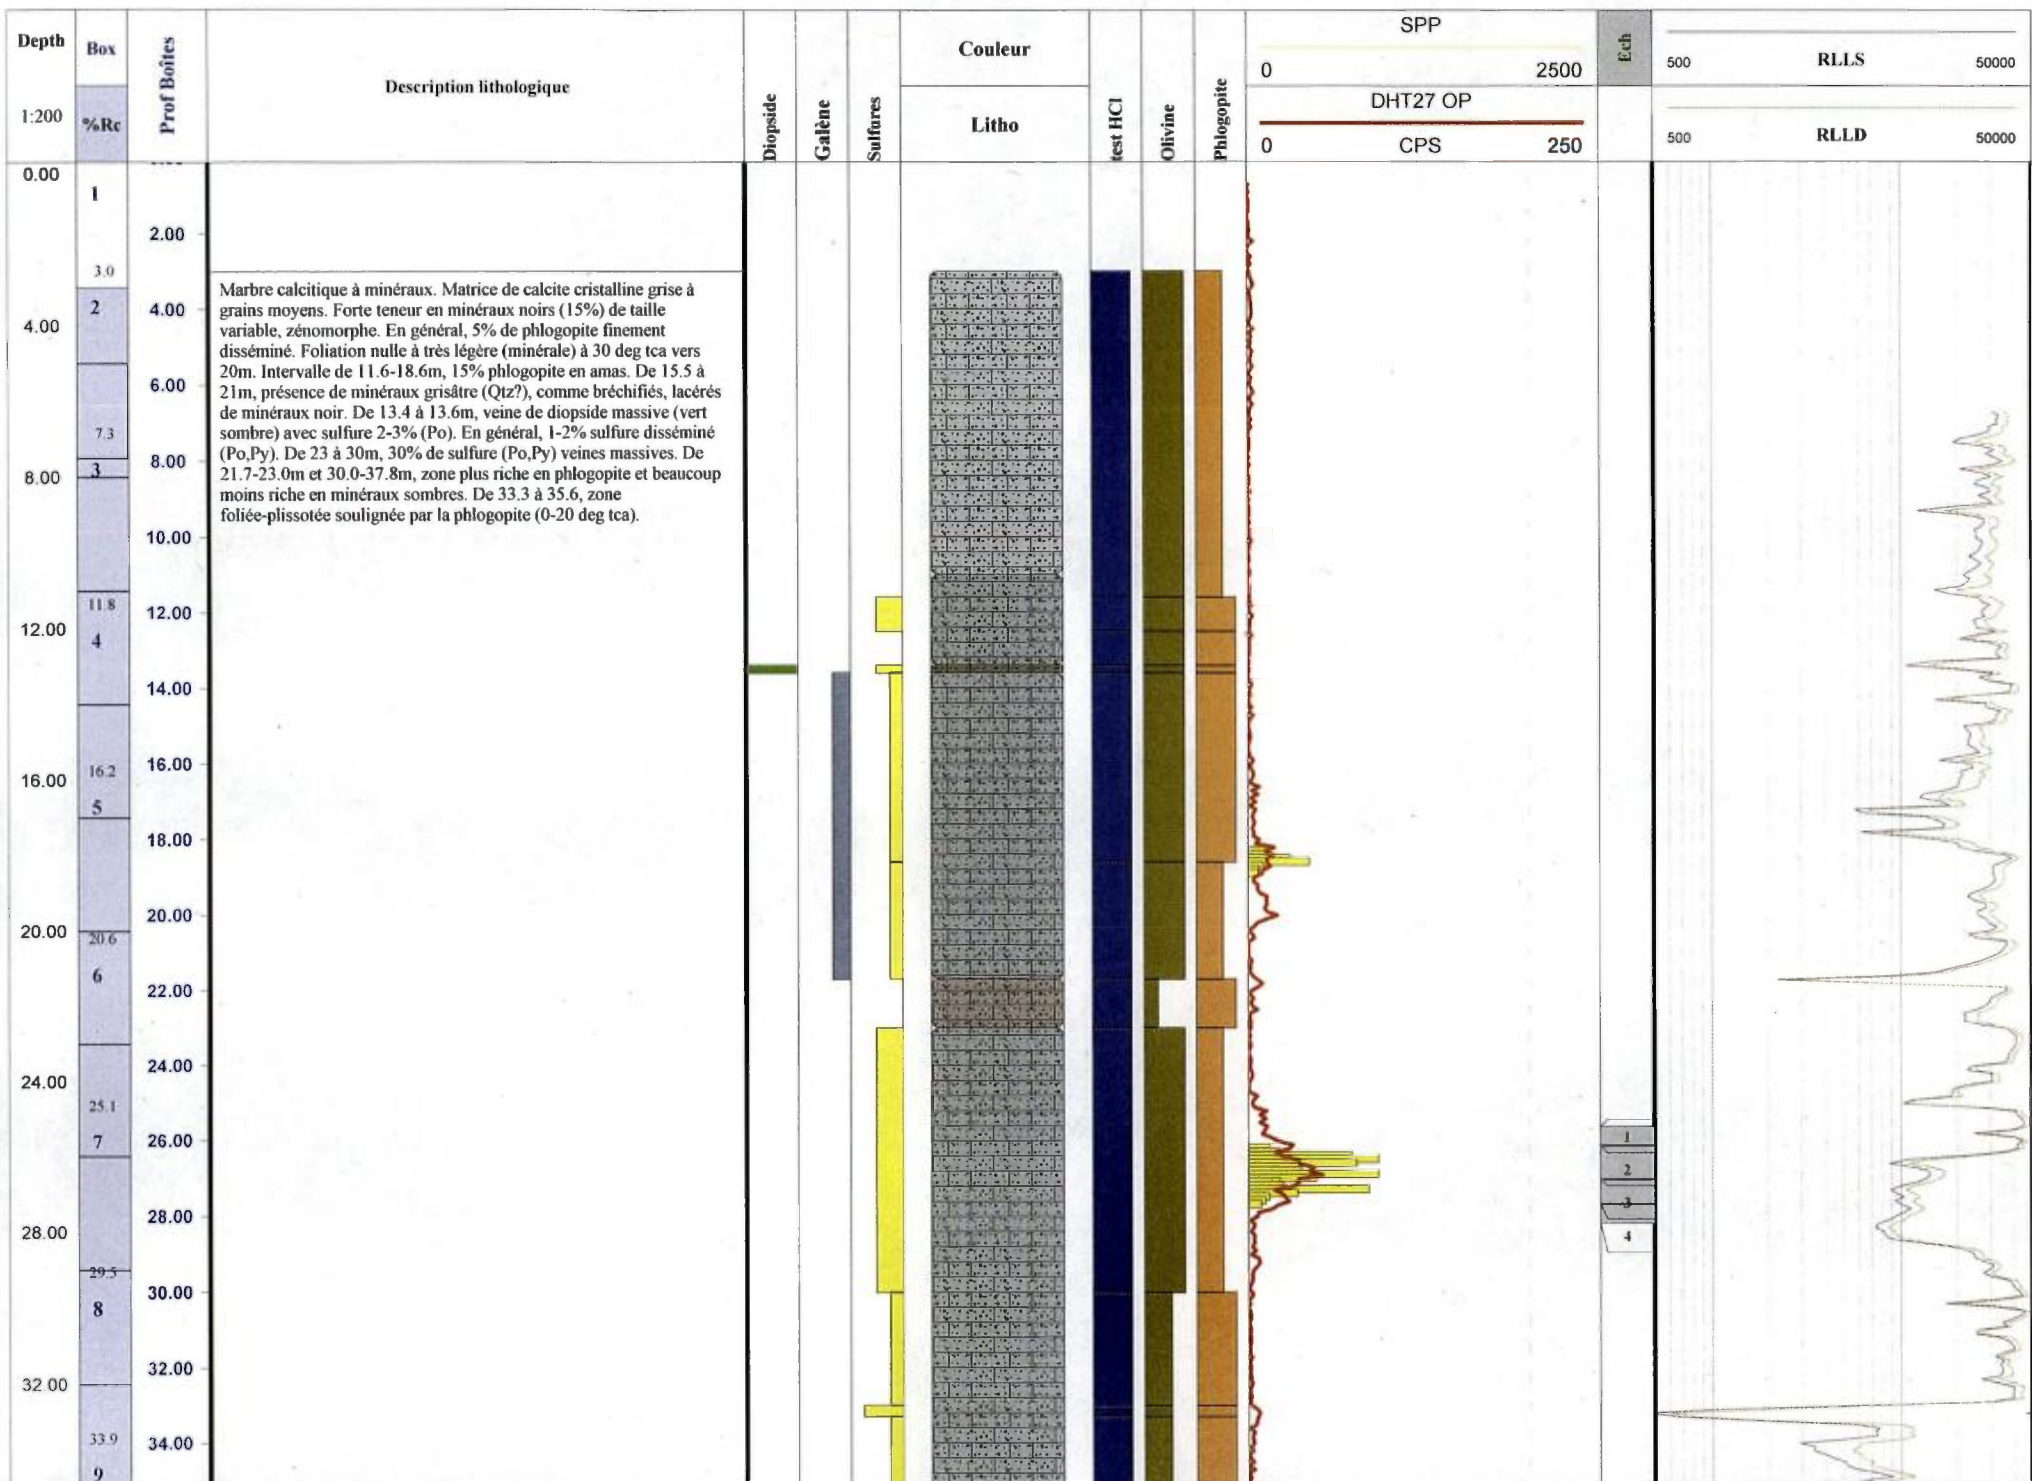 Depth
1:200
Box
%Rc
Prof Boîtes
Description lithologique
Diopside
Galène
Sulfures
Couleur
Litho
test HCl
Olivine
Phlogopite
SPP
0 2500
DHT27 OP
0 CPS 250
Ech
500 RLLS 50000
500 RLLD 50000
0.00
4.00
8.00
12.00
16.00
20.00
24.00
28.00
32.00
1
3.0
2
7.3
3
11.8
4
16.2
5
20.6
6
25.1
7
29.5
8
33.9
9
2.00
4.00
6.00
8.00
10.00
12.00
14.00
16.00
18.00
20.00
22.00
24.00
26.00
28.00
30.00
32.00
34.00
Marbre calcitique à minéraux. Matrice de calcite cristalline grise à
grains moyens. Forte teneur en minéraux noirs (15%) de taille
variable, zénomorphe. En général, 5% de phlogopite finement
disséminé. Foliation nulle à très légère (minérale) à 30 deg tca vers
20m. Intervalle de 11.6-18.6m, 15% phlogopite en amas. De 15.5 à
21m, présence de minéraux grisâtre (Qtz?), comme bréchifiés, lacérés
de minéraux noir. De 13.4 à 13.6m, veine de diopside massive (vert
sombre) avec sulfure 2-3% (Po). En général, 1-2% sulfure disséminé
(Po,Py). De 23 à 30m, 30% de sulfure (Po,Py) veines massives. De
21.7-23.0m et 30.0-37.8m, zone plus riche en phlogopite et beaucoup
moins riche en minéraux sombres. De 33.3 à 35.6, zone
foliée-plissotée soulignée par la phlogopite (0-20 deg tca).
1
2
3
4